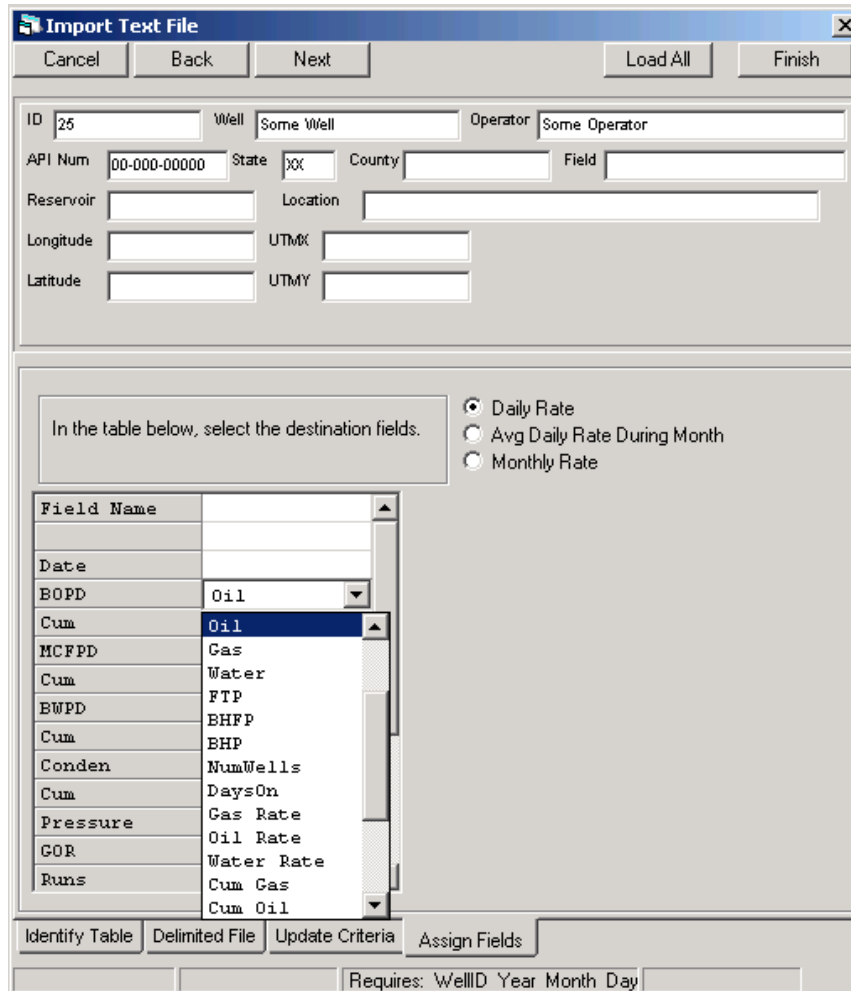 Import Text File
Cancel Back Next Load All Finish
ID 25 Well Some Well Operator Some Operator
API Num 00-000-00000 State XX County Field
Reservoir Location
Longitude UTMX
Latitude UTMY
In the table below, select the destination fields.
Daily Rate
Avg Daily Rate During Month
Monthly Rate
Field Name
Date
BOPD Oil
Cum Oil
MCFPD Gas
Cum Water
BWPD FTP
BHFP
Cum BHP
Conden NumWells
Cum DaysOn
Pressure Gas Rate
GOR Oil Rate
Water Rate
Runs Cum Gas
Cum Oil
Identify Table Delimited File Update Criteria Assign Fields
Requires: WellID Year Month Day